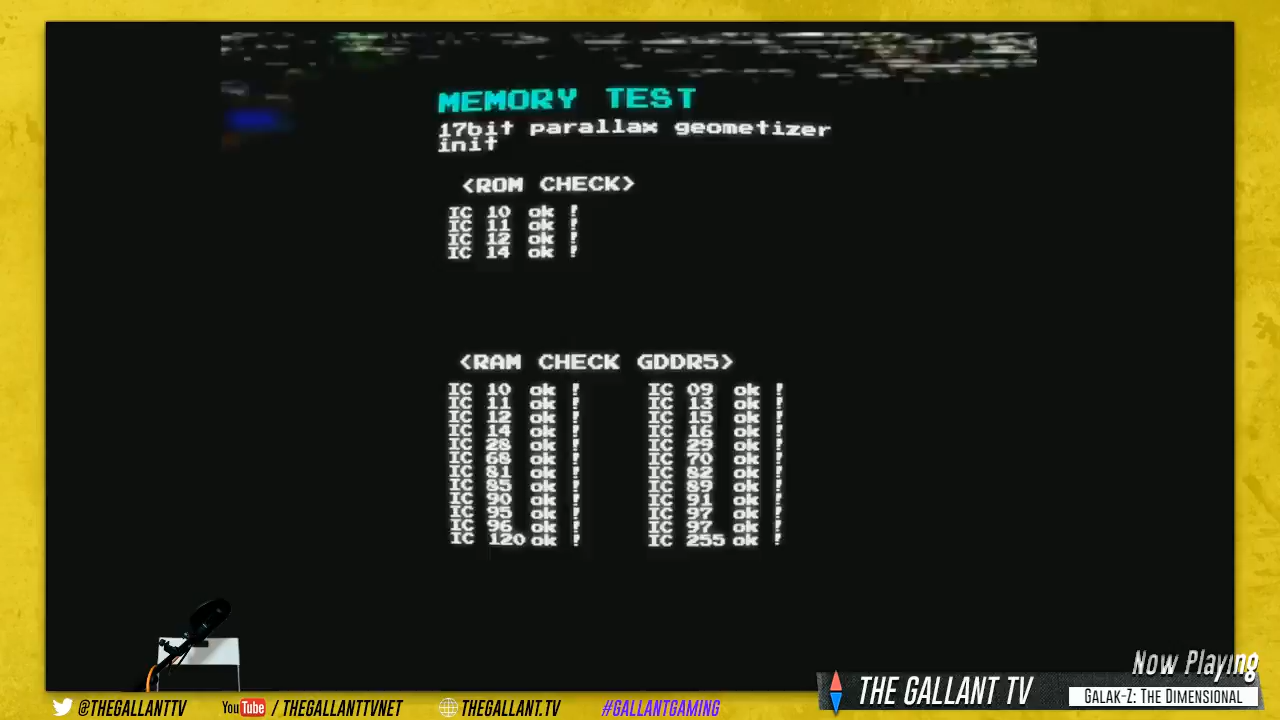 MEMORY TEST
17bit parallax geometizer
init
<ROM CHECK>
IC 10 ok !
IC 11 ok !
IC 12 ok !
IC 14 ok !
<RAM CHECK GDDR5>
IC 10 ok ! IC 09 ok !
IC 11 ok ! IC 13 ok !
IC 12 ok ! IC 15 ok !
IC 14 ok ! IC 16 ok !
IC 28 ok ! IC 29 ok !
IC 68 ok ! IC 70 ok !
IC 81 ok ! IC 82 ok !
IC 85 ok ! IC 89 ok !
IC 90 ok ! IC 91 ok !
IC 95 ok ! IC 97 ok !
IC 96 ok ! IC 97 ok !
IC 120 ok ! IC 255 ok !
Now Playing
THE GALLANT TV
GALAK-Z: THE DIMENSIONAL
@THEGALLANTTV YouTube / THEGALLANTTVNET THEGALLANT.TV #GALLANTGAMING